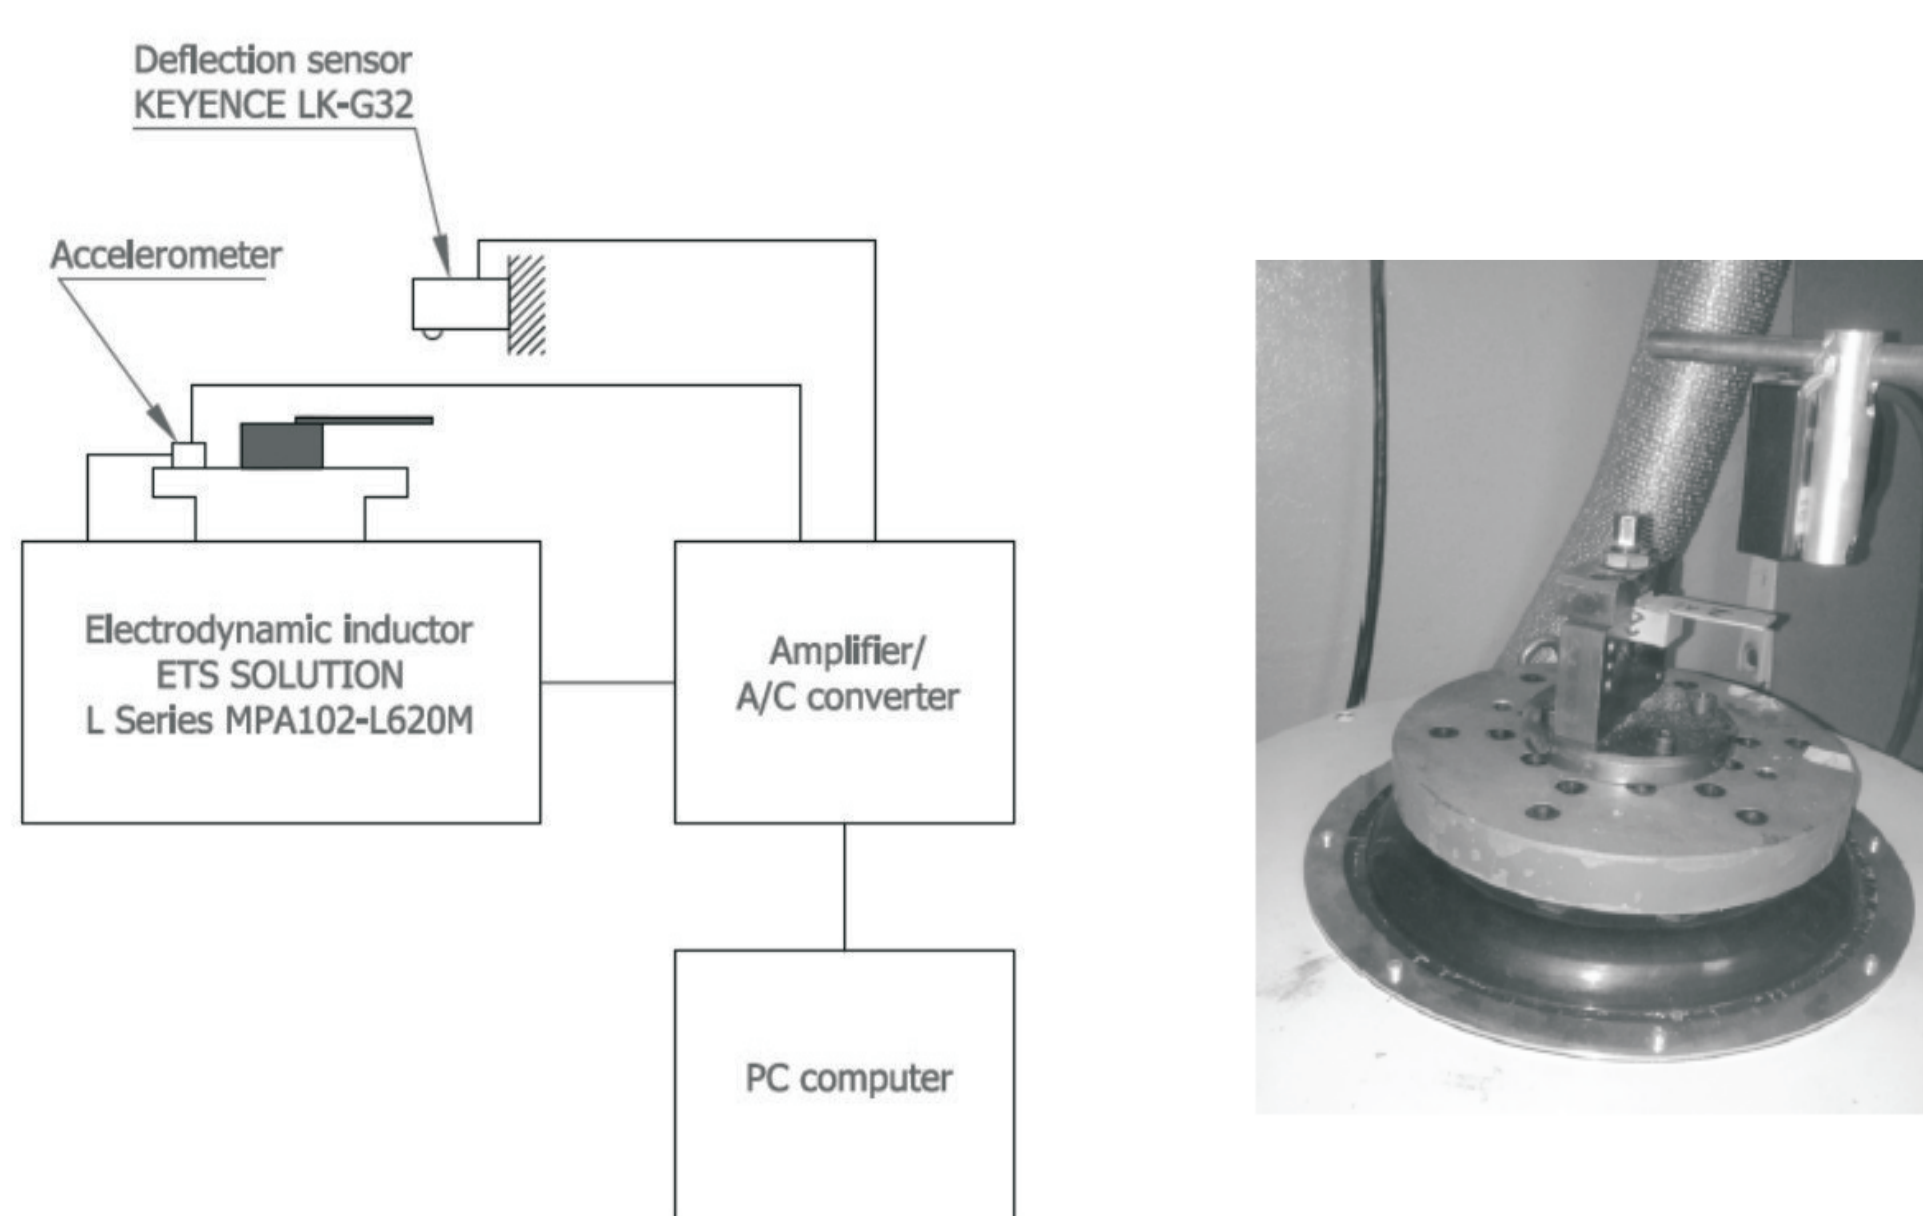 Deflection sensor
KEYENCE LK-G32
Accelerometer
Electrodynamic inductor
ETS SOLUTION
L Series MPA102-L620M
Amplifier/
A/C converter
PC computer